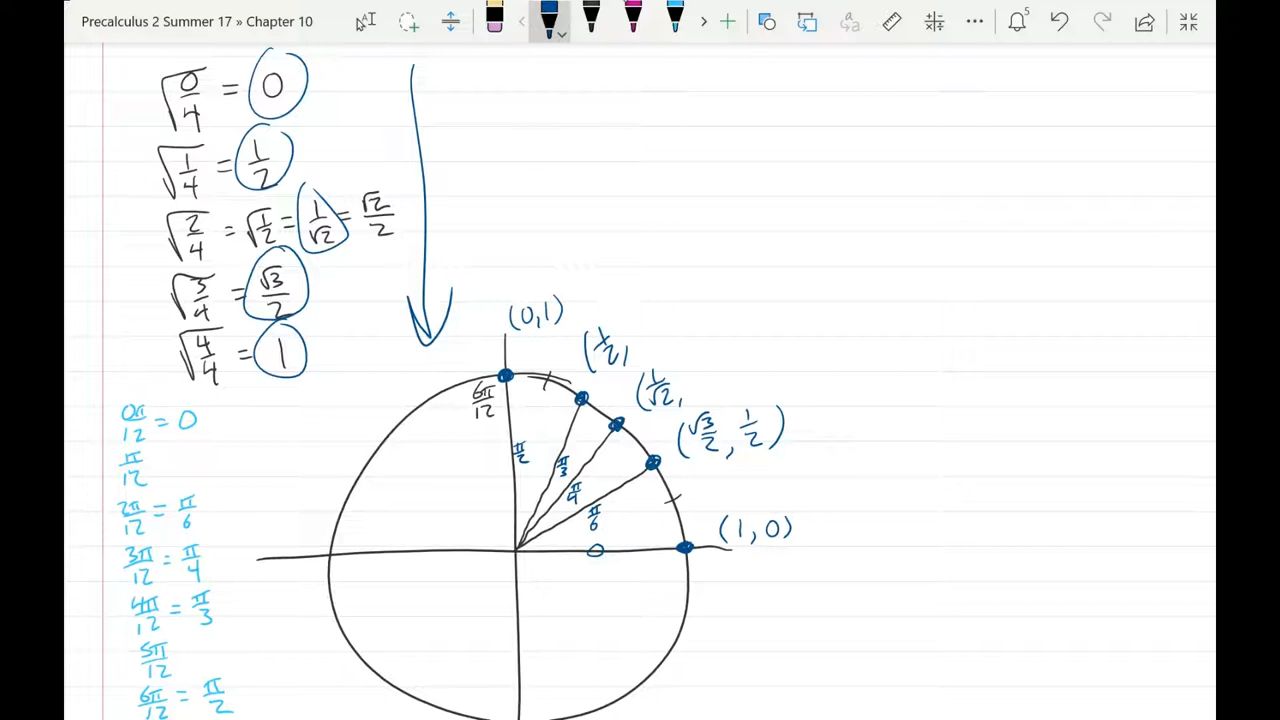 Precalculus 2 Summer 17 » Chapter 10
5
√(0/4) = 0
√(1/4) = 1/2
√(2/4) = √(1/2) = 1/√2 = √2/2
√(3/4) = √3/2
√(4/4) = 1
(0,1)
(1/2,
(1/√2,
(√3/2, 1/2)
(1,0)
6π/12
π/2
π/3
π/4
π/6
0
0π/12 = 0
π/12
2π/12 = π/6
3π/12 = π/4
4π/12 = π/3
5π/12
6π/12 = π/2